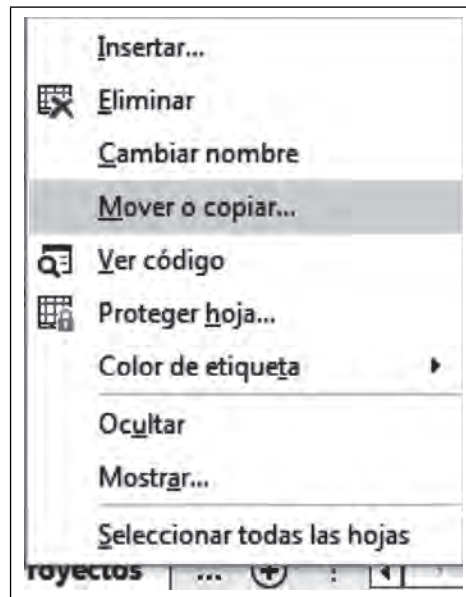 Insertar...
Eliminar
Cambiar nombre
Mover o copiar...
Ver código
Proteger hoja...
Color de etiqueta
Ocultar
Mostrar...
Seleccionar todas las hojas
royectos ...